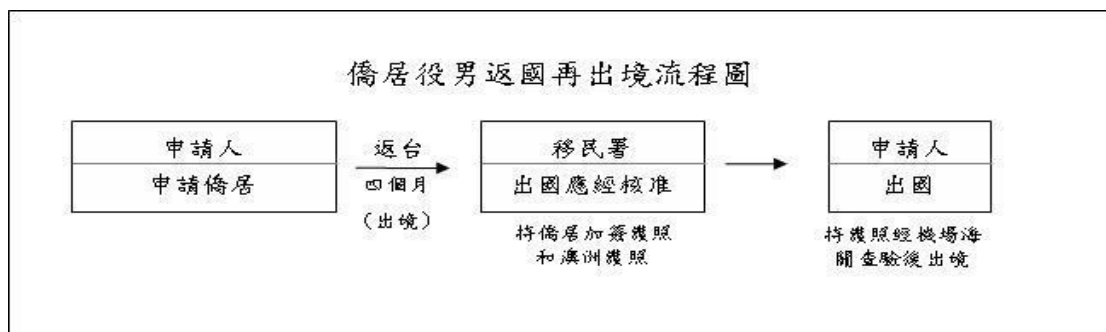 僑居役男返國再出境流程圖
申請人
申請僑居
返台
四個月
(出境)
移民署
出國應經核准
持僑居加簽護照
和澳洲護照
申請人
出國
持護照經機場海
關查驗後出境